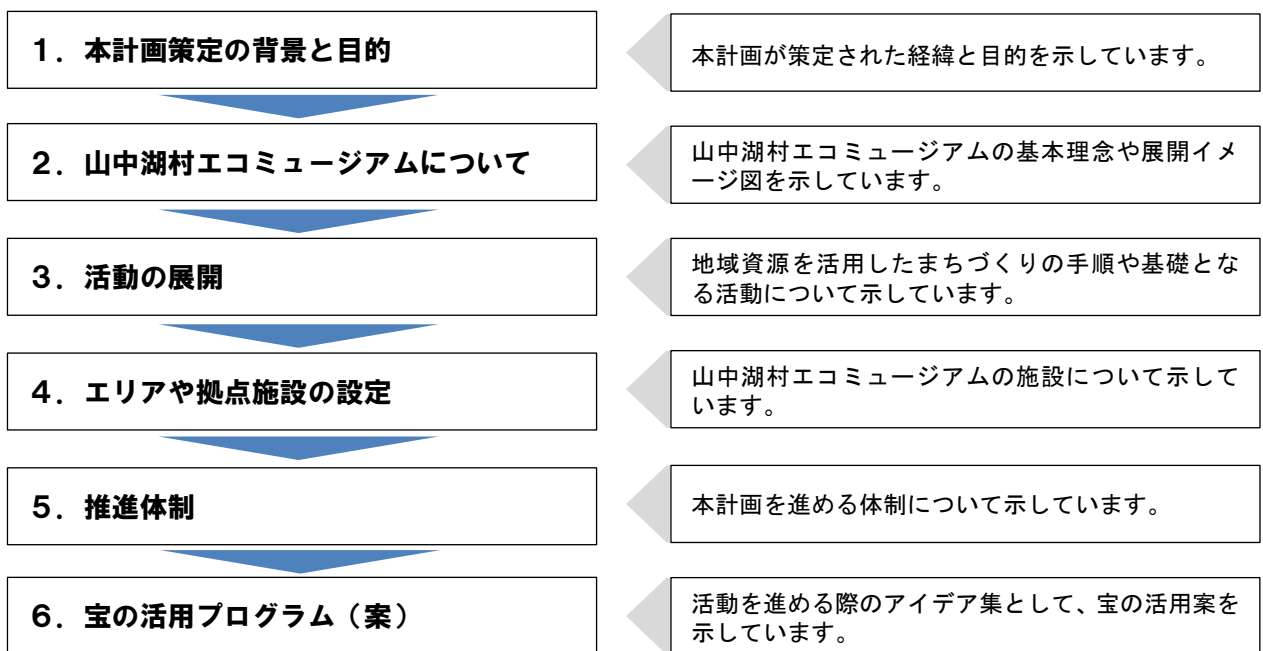 1．本計画策定の背景と目的
本計画が策定された経緯と目的を示しています。
2．山中湖村エコミュージアムについて
山中湖村エコミュージアムの基本理念や展開イメ
ージ図を示しています。
3．活動の展開
地域資源を活用したまちづくりの手順や基礎とな
る活動について示しています。
4．エリアや拠点施設の設定
山中湖村エコミュージアムの施設について示して
います。
5．推進体制
本計画を進める体制について示しています。
6．宝の活用プログラム（案）
活動を進める際のアイデア集として、宝の活用案を
示しています。